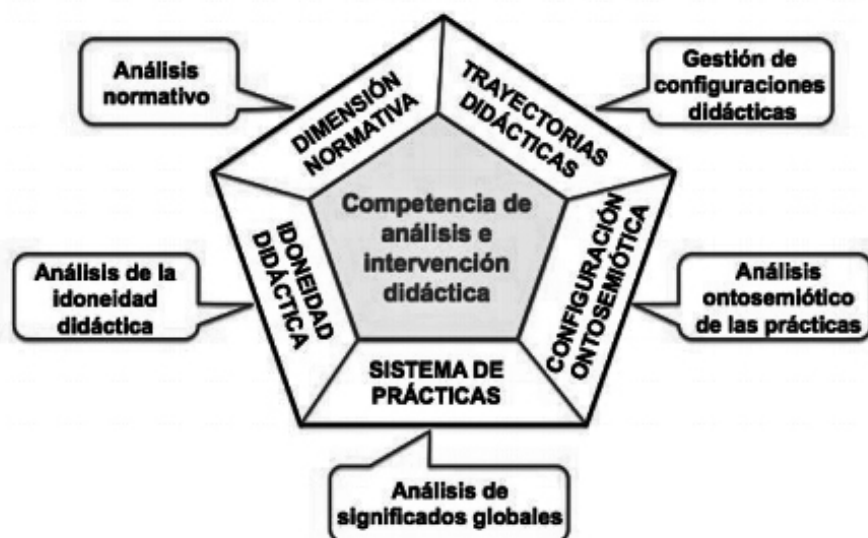 Análisis
normativo
DIMENSIÓN
NORMATIVA
TRAYECTORIAS
DIDÁCTICAS
Gestión de
configuraciones
didácticas
Competencia de
análisis e
intervención
didáctica
Análisis de la
idoneidad
didáctica
IDONEIDAD
DIDÁCTICA
CONFIGURACIÓN
ONTOSEMIÓTICA
Análisis
ontosemiótico
de las prácticas
SISTEMA DE
PRÁCTICAS
Análisis de
significados globales